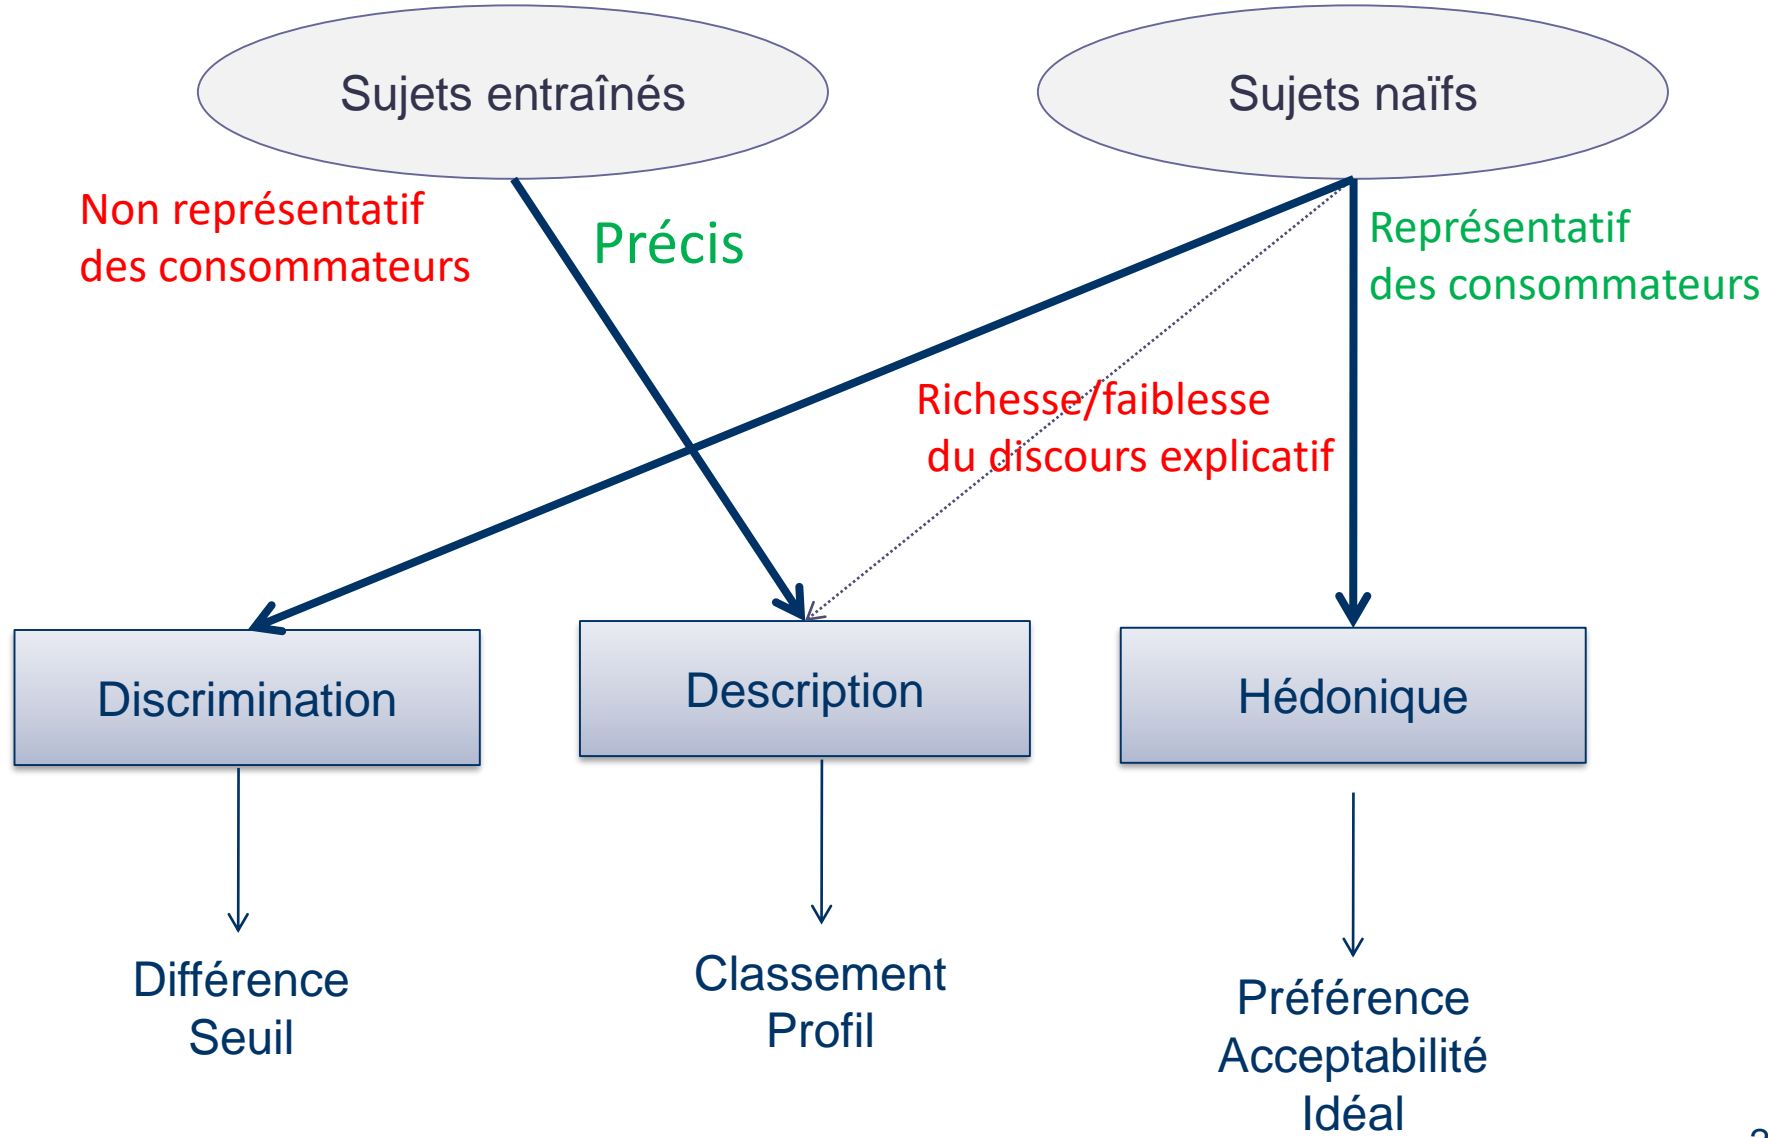 Sujets entraînés
Sujets naïfs
Non représentatif
des consommateurs
Précis
Représentatif
des consommateurs
Richesse/faiblesse
du discours explicatif
Discrimination
Description
Hédonique
Différence
Seuil
Classement
Profil
Préférence
Acceptabilité
Idéal